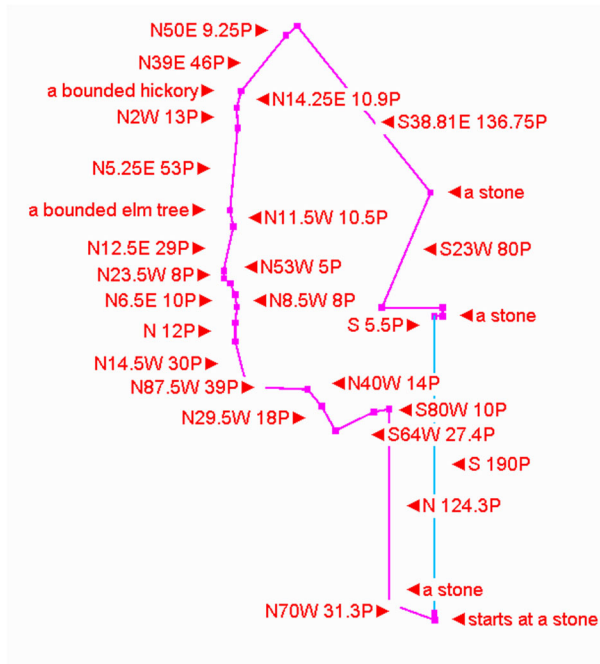 N50E 9.25P►
N39E 46P►
a bounded hickory►
◄N14.25E 10.9P
N2W 13P►
◄S38.81E 136.75P
N5.25E 53P►
◄a stone
a bounded elm tree►
◄N11.5W 10.5P
N12.5E 29P►
◄S23W 80P
◄N53W 5P
N23.5W 8P►
N6.5E 10P►
◄N8.5W 8P
◄a stone
S 5.5P►
N 12P►
N14.5W 30P►
◄N40W 14P
N87.5W 39P►
◄S80W 10P
N29.5W 18P►
◄S64W 27.4P
◄S 190P
◄N 124.3P
◄a stone
N70W 31.3P►
◄starts at a stone